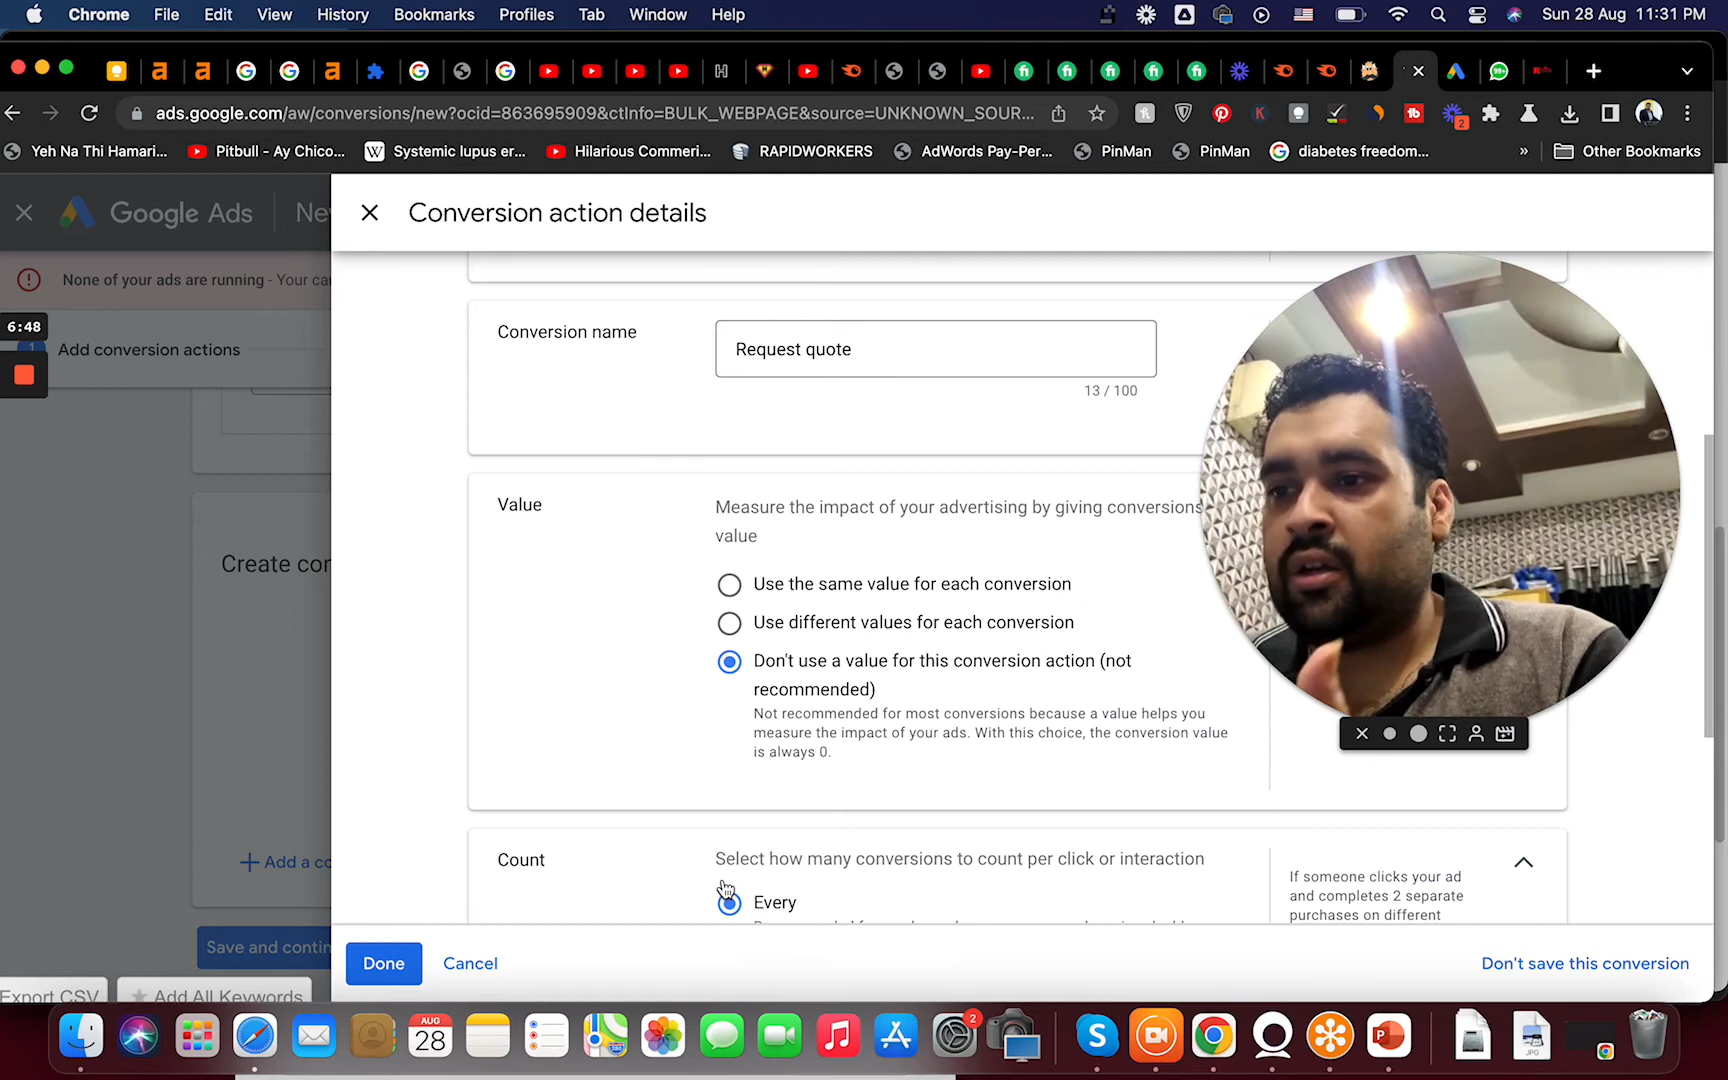 Chrome File Edit View History Bookmarks Profiles Tab Window Help Sun 28 Aug 11:31 PM
99+
ads.google.com/aw/conversions/new?ocid=863695909&ctInfo=BULK_WEBPAGE&source=UNKNOWN_SOUR...
2
Yeh Na Thi Hamari... Pitbull - Ay Chico... Systemic lupus er... Hilarious Commeri... RAPIDWORKERS AdWords Pay-Per... PinMan PinMan diabetes freedom... » Other Bookmarks
Google Ads
Conversion action details
None of your ads are running - Your
6:48
1
Add conversion actions
Conversion name
Request quote
13 / 100
Value
Measure the impact of your advertising by giving conversions
value
Use the same value for each conversion
Use different values for each conversion
Don't use a value for this conversion action (not
recommended)
Not recommended for most conversions because a value helps you
measure the impact of your ads. With this choice, the conversion value
is always 0.
Create
Count
Select how many conversions to count per click or interaction
Every
If someone clicks your ad
and completes 2 separate
purchases on different
Add a
Save and
Done
Cancel
Don't save this conversion
Export CSV
Add All Keywords
AUG
28
2
JPG